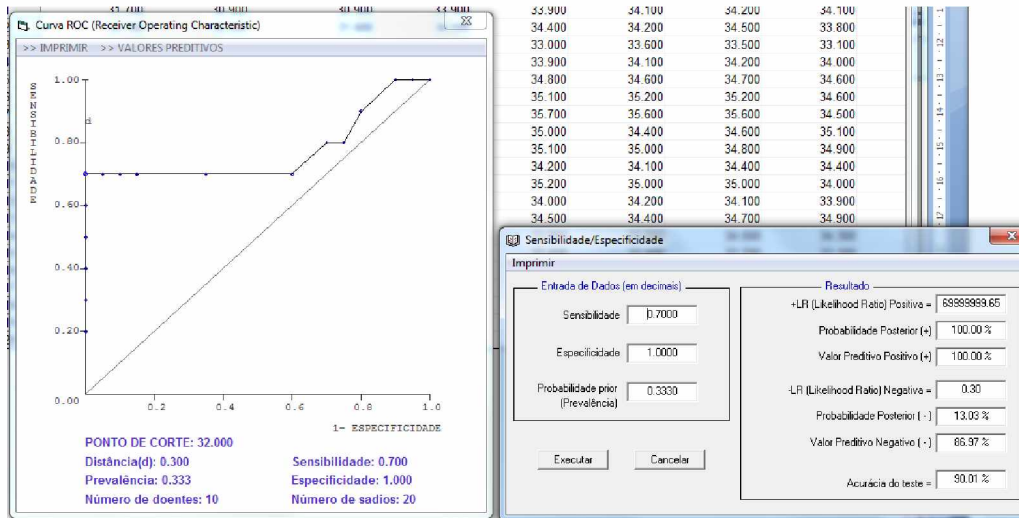 31.700 30.900 30.900 33.900
Curva ROC (Receiver Operating Characteristic)
>> IMPRIMIR >> VALORES PREDITIVOS
SENSIBILIDADE
1.00
d
0.80
0.60
0.40
0.20
0.00
0.2 0.4 0.6 0.8 1.0
1- ESPECIFICIDADE
PONTO DE CORTE: 32.000
Distância(d): 0.300 Sensibilidade: 0.700
Prevalência: 0.333 Especificidade: 1.000
Número de doentes: 10 Número de sadios: 20
33.900 34.100 34.200 34.100
34.400 34.200 34.500 33.800
33.000 33.600 33.500 33.100
33.900 34.100 34.200 34.000
34.800 34.600 34.700 34.600
35.100 35.200 35.200 34.600
35.700 35.600 35.600 34.500
35.000 34.400 34.600 35.100
35.100 35.000 34.800 34.900
34.200 34.100 34.400 34.400
35.200 35.000 35.000 34.000
34.000 34.200 34.100 33.900
34.500 34.400 34.700 34.900
Sensibilidade/Especificidade
Imprimir
Entrada de Dados (em decimais)
Sensibilidade 0.7000
Especificidade 1.0000
Probabilidade prior 0.3330
(Prevalência)
Executar Cancelar
Resultado
+LR (Likelihood Ratio) Positiva = 69999999.65
Probabilidade Posterior (+) 100.00 %
Valor Preditivo Positivo (+) 100.00 %
-LR (Likelihood Ratio) Negativa = 0.30
Probabilidade Posterior ( - ) 13.03 %
Valor Preditivo Negativo ( - ) 86.97 %
Acurácia do teste = 90.01 %